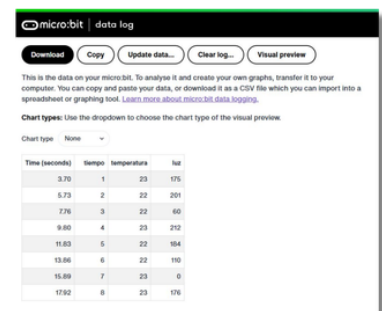 micro:bit | data log
Download Copy Update data... Clear log... Visual preview
This is the data on your micro:bit. To analyse it and create your own graphs, transfer it to your
computer. You can copy and paste your data, or download it as a CSV file which you can import into a
spreadsheet or graphing tool. Learn more about micro:bit data logging.
Chart types: Use the dropdown to choose the chart type of the visual preview.
Chart type None
Time (seconds) tiempo temperatura luz
3.70 1 23 175
5.73 2 22 201
7.76 3 22 60
9.80 4 23 212
11.83 5 22 184
13.86 6 22 110
15.89 7 23 0
17.92 8 23 176